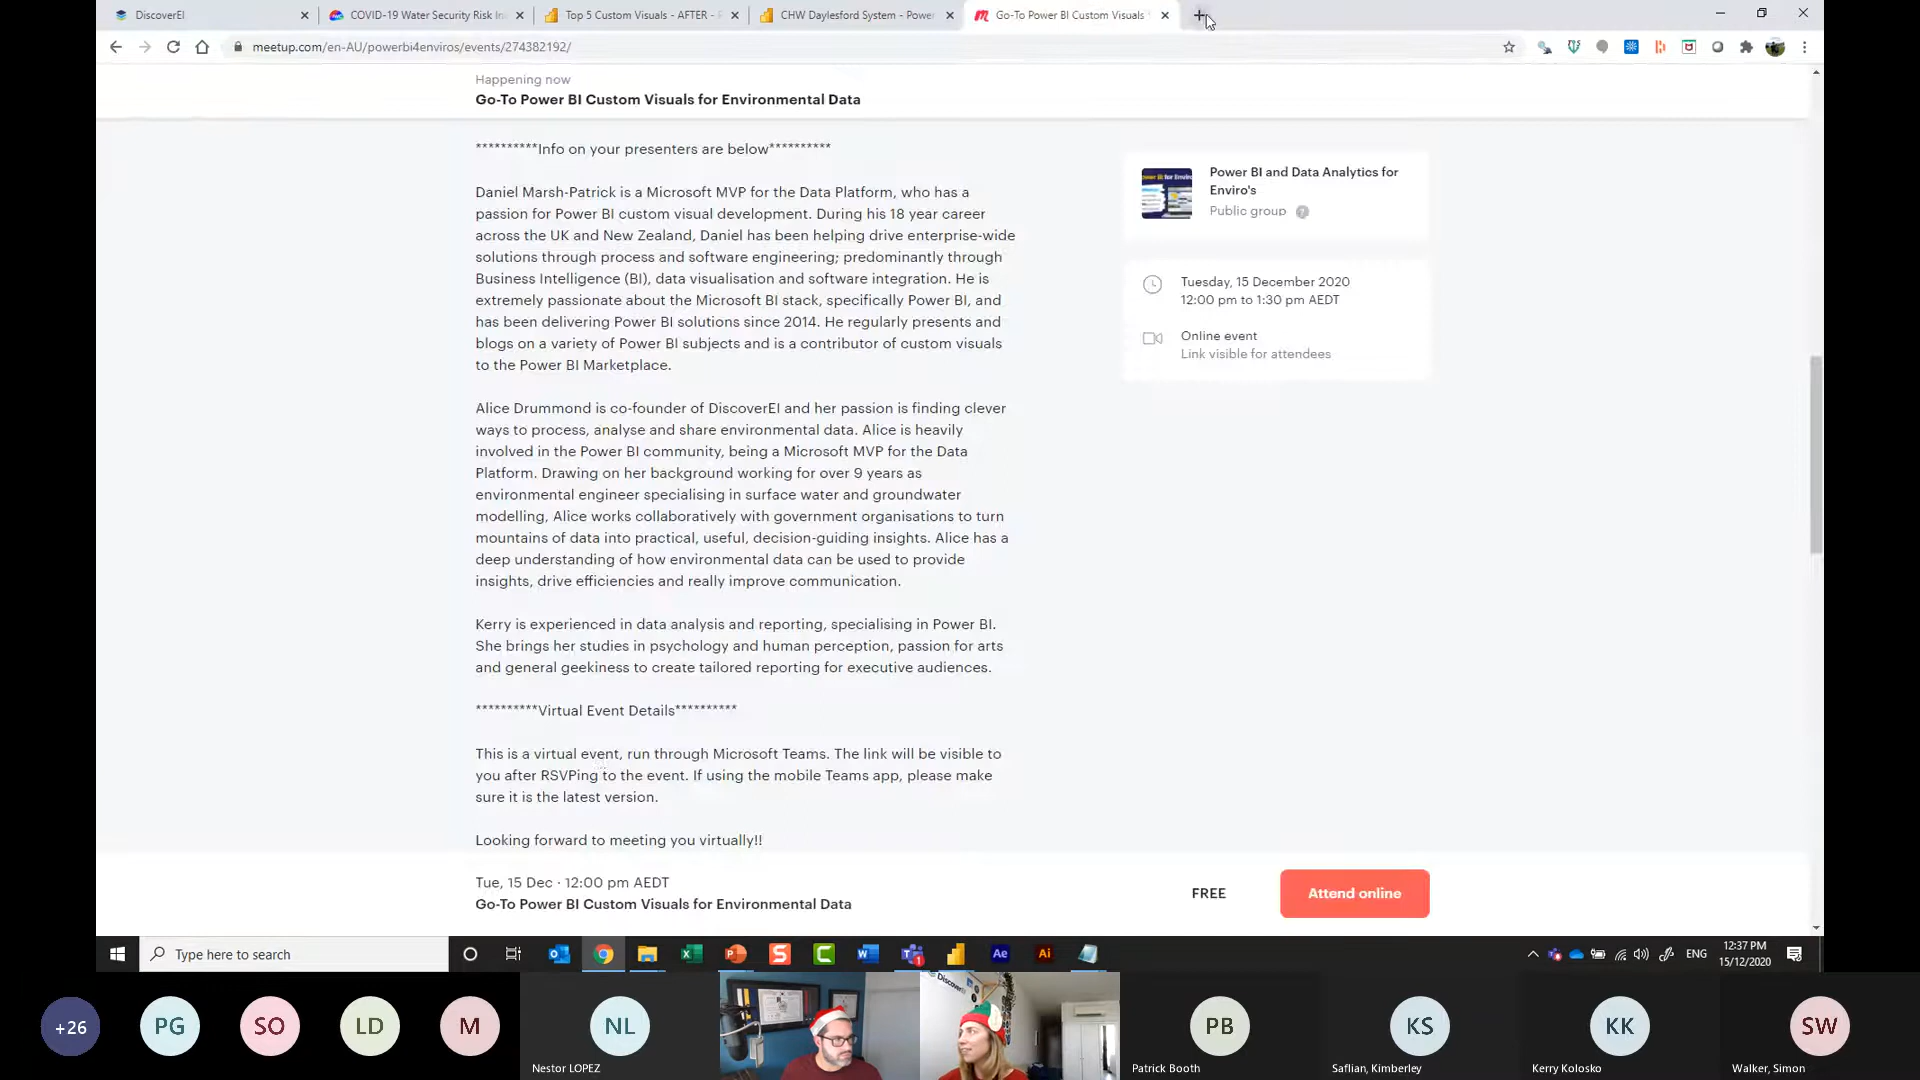 DiscoverEI
COVID-19 Water Security Risk In
Top 5 Custom Visuals - AFTER -
CHW Daylesford System - Power
Go-To Power BI Custom Visuals
meetup.com/en-AU/powerbi4enviros/events/274382192/
Happening now
Go-To Power BI Custom Visuals for Environmental Data
**********Info on your presenters are below**********
Daniel Marsh-Patrick is a Microsoft MVP for the Data Platform, who has a
passion for Power BI custom visual development. During his 18 year career
across the UK and New Zealand, Daniel has been helping drive enterprise-wide
solutions through process and software engineering; predominantly through
Business Intelligence (BI), data visualisation and software integration. He is
extremely passionate about the Microsoft BI stack, specifically Power BI, and
has been delivering Power BI solutions since 2014. He regularly presents and
blogs on a variety of Power BI subjects and is a contributor of custom visuals
to the Power BI Marketplace.
Alice Drummond is co-founder of DiscoverEI and her passion is finding clever
ways to process, analyse and share environmental data. Alice is heavily
involved in the Power BI community, being a Microsoft MVP for the Data
Platform. Drawing on her background working for over 9 years as
environmental engineer specialising in surface water and groundwater
modelling, Alice works collaboratively with government organisations to turn
mountains of data into practical, useful, decision-guiding insights. Alice has a
deep understanding of how environmental data can be used to provide
insights, drive efficiencies and really improve communication.
Kerry is experienced in data analysis and reporting, specialising in Power BI.
She brings her studies in psychology and human perception, passion for arts
and general geekiness to create tailored reporting for executive audiences.
**********Virtual Event Details**********
This is a virtual event, run through Microsoft Teams. The link will be visible to
you after RSVPing to the event. If using the mobile Teams app, please make
sure it is the latest version.
Looking forward to meeting you virtually!!
Power BI and Data Analytics for
Enviro's
Public group
Tuesday, 15 December 2020
12:00 pm to 1:30 pm AEDT
Online event
Link visible for attendees
Tue, 15 Dec · 12:00 pm AEDT
Go-To Power BI Custom Visuals for Environmental Data
FREE
Attend online
Type here to search
Ae
Ai
ENG
12:37 PM
15/12/2020
+26
PG
SO
LD
M
NL
Nestor LOPEZ
PB
Patrick Booth
KS
Saflian, Kimberley
KK
Kerry Kolosko
SW
Walker, Simon